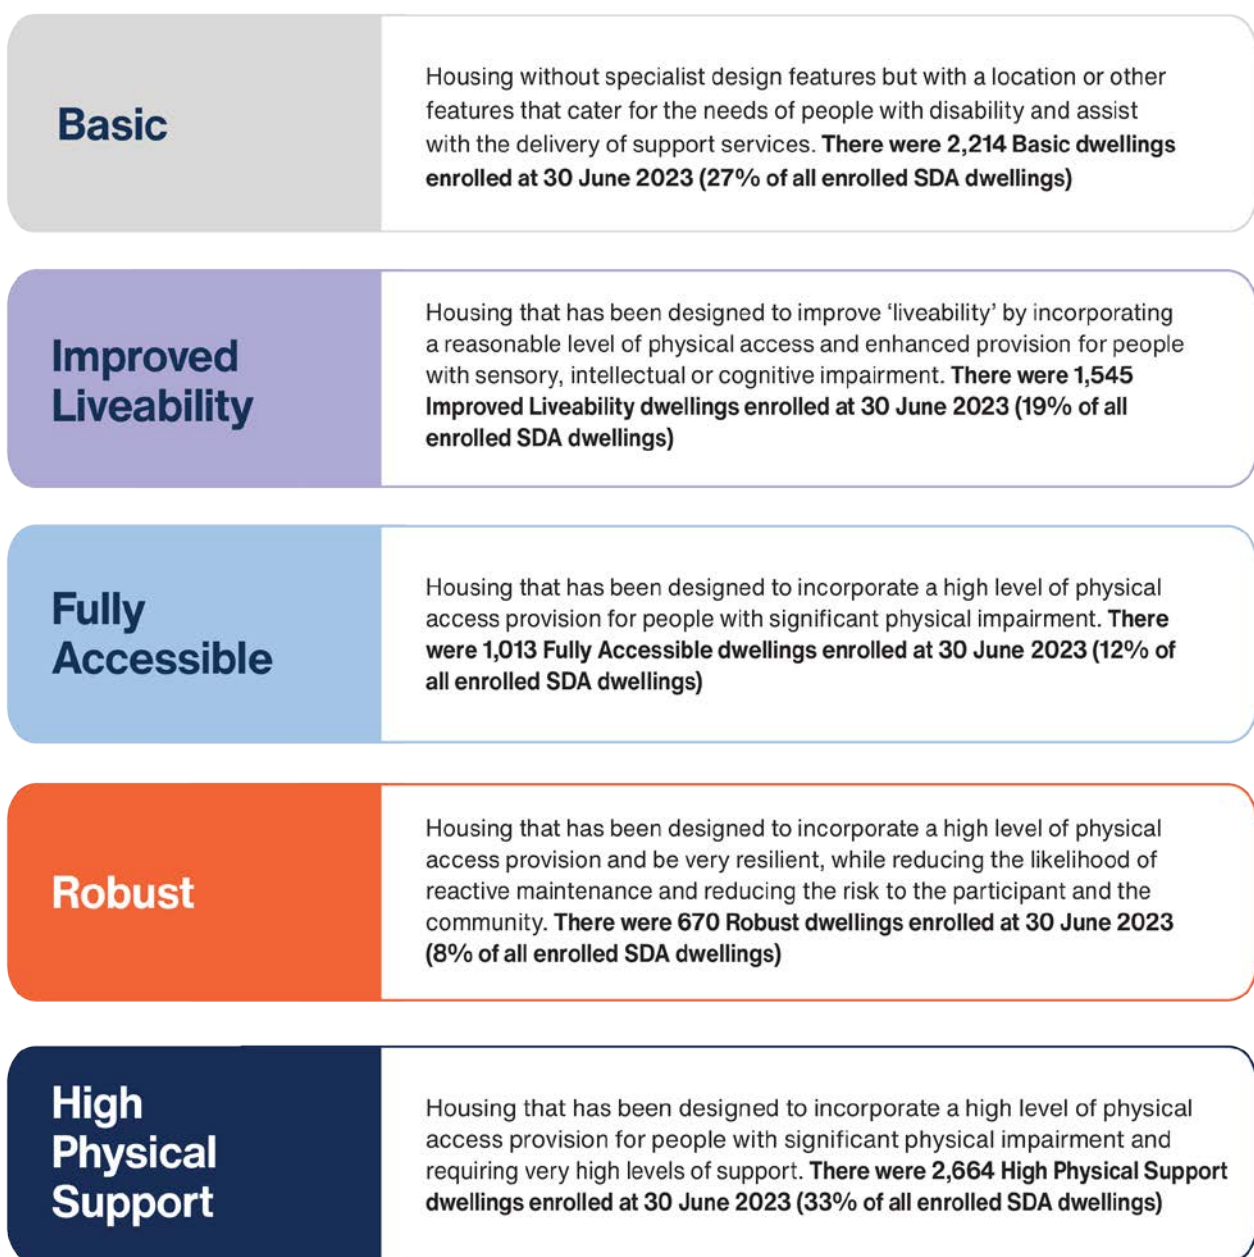 Basic
Housing without specialist design features but with a location or other
features that cater for the needs of people with disability and assist
with the delivery of support services. There were 2,214 Basic dwellings
enrolled at 30 June 2023 (27% of all enrolled SDA dwellings)
Improved
Liveability
Housing that has been designed to improve ‘liveability’ by incorporating
a reasonable level of physical access and enhanced provision for people
with sensory, intellectual or cognitive impairment. There were 1,545
Improved Liveability dwellings enrolled at 30 June 2023 (19% of all
enrolled SDA dwellings)
Fully
Accessible
Housing that has been designed to incorporate a high level of physical
access provision for people with significant physical impairment. There
were 1,013 Fully Accessible dwellings enrolled at 30 June 2023 (12% of
all enrolled SDA dwellings)
Robust
Housing that has been designed to incorporate a high level of physical
access provision and be very resilient, while reducing the likelihood of
reactive maintenance and reducing the risk to the participant and the
community. There were 670 Robust dwellings enrolled at 30 June 2023
(8% of all enrolled SDA dwellings)
High
Physical
Support
Housing that has been designed to incorporate a high level of physical
access provision for people with significant physical impairment and
requiring very high levels of support. There were 2,664 High Physical Support
dwellings enrolled at 30 June 2023 (33% of all enrolled SDA dwellings)